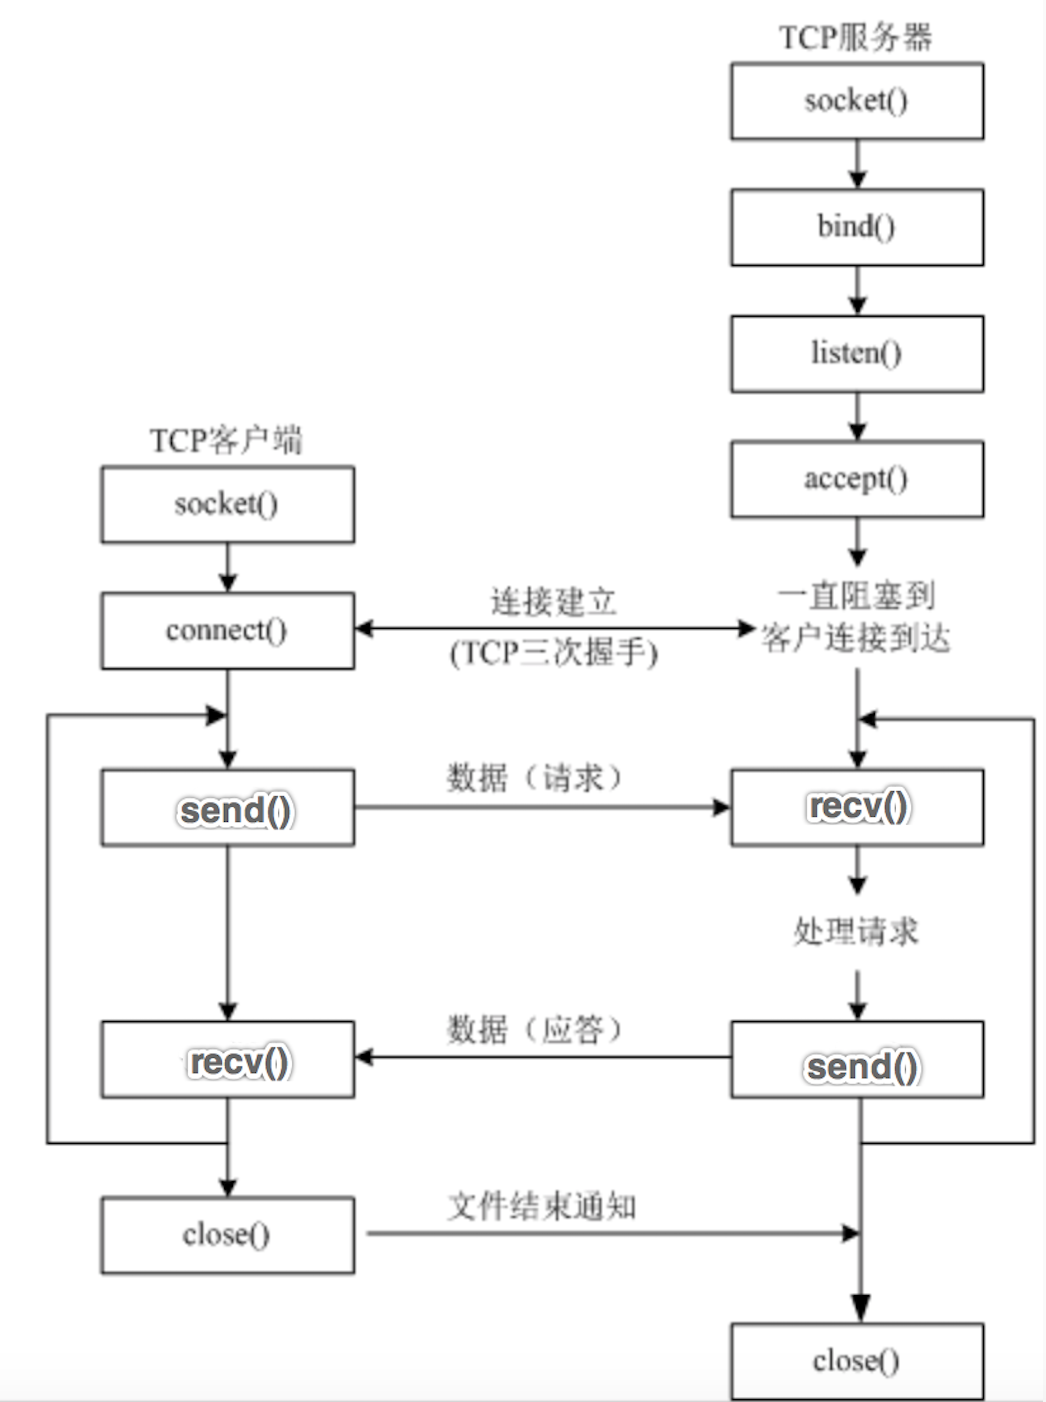 TCP服务器
socket()
bind()
listen()
accept()
TCP客户端
socket()
connect()
连接建立
(TCP三次握手)
一直阻塞到
客户连接到达
send()
数据（请求）
recv()
处理请求
recv()
数据（应答）
send()
close()
文件结束通知
close()